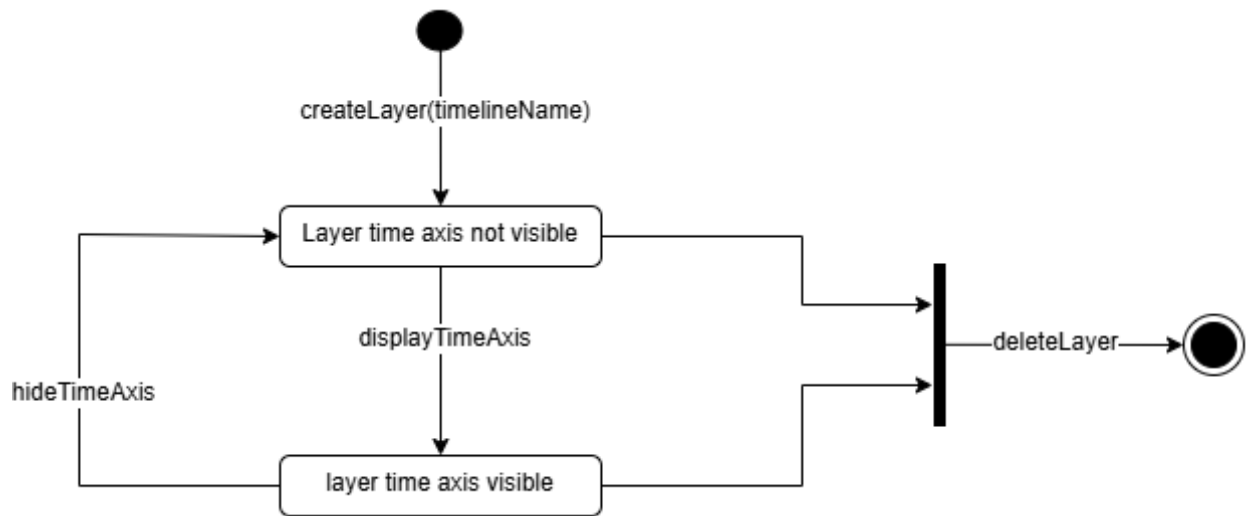 createLayer(timelineName)
Layer time axis not visible
displayTimeAxis
deleteLayer
hideTimeAxis
layer time axis visible